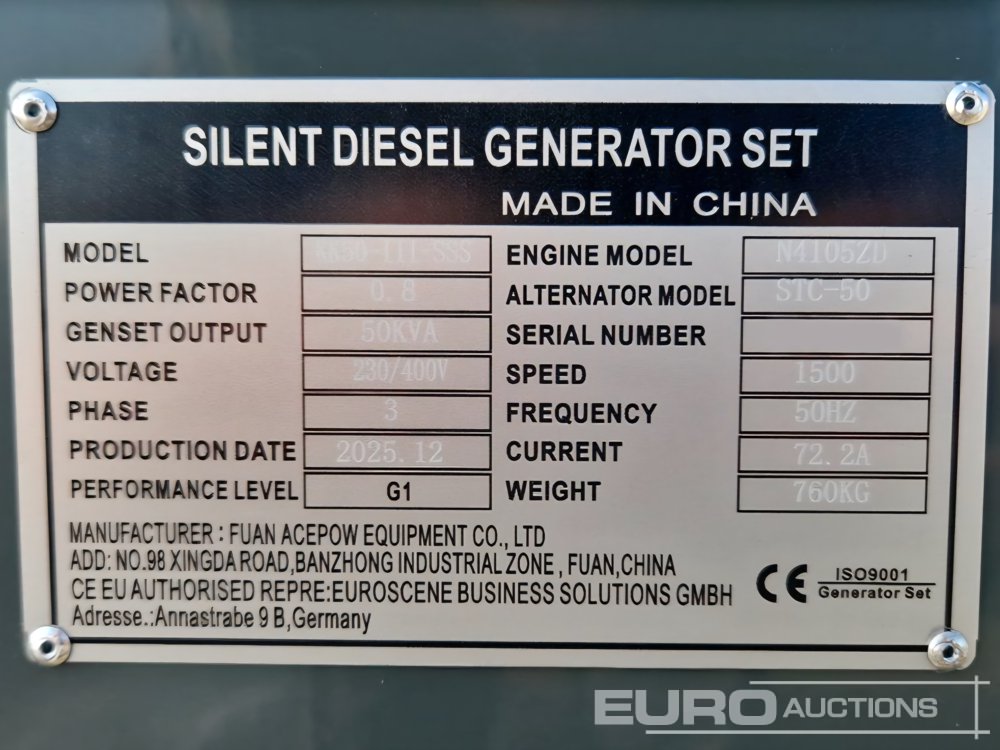 SILENT DIESEL GENERATOR SET
MADE IN CHINA
MODEL KK50-III-SSS ENGINE MODEL N4105ZD
POWER FACTOR 0.8 ALTERNATOR MODEL STC-50
GENSET OUTPUT 50KVA SERIAL NUMBER
VOLTAGE 230/400V SPEED 1500
PHASE 3 FREQUENCY 50HZ
PRODUCTION DATE 2025.12 CURRENT 72.2A
PERFORMANCE LEVEL G1 WEIGHT 760KG
MANUFACTURER : FUAN ACEPOW EQUIPMENT CO., LTD
ADD: NO.98 XINGDA ROAD,BANZHONG INDUSTRIAL ZONE , FUAN,CHINA
CE EU AUTHORISED REPRE:EUROSCENE BUSINESS SOLUTIONS GMBH
Adresse.:Annastrabe 9 B,Germany
CE ISO9001
Generator Set
EURO AUCTIONS